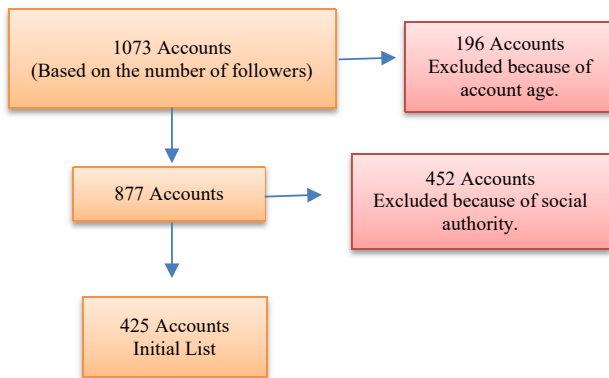 1073 Accounts
(Based on the number of followers)
196 Accounts
Excluded because of
account age.
877 Accounts
452 Accounts
Excluded because of social
authority.
425 Accounts
Initial List